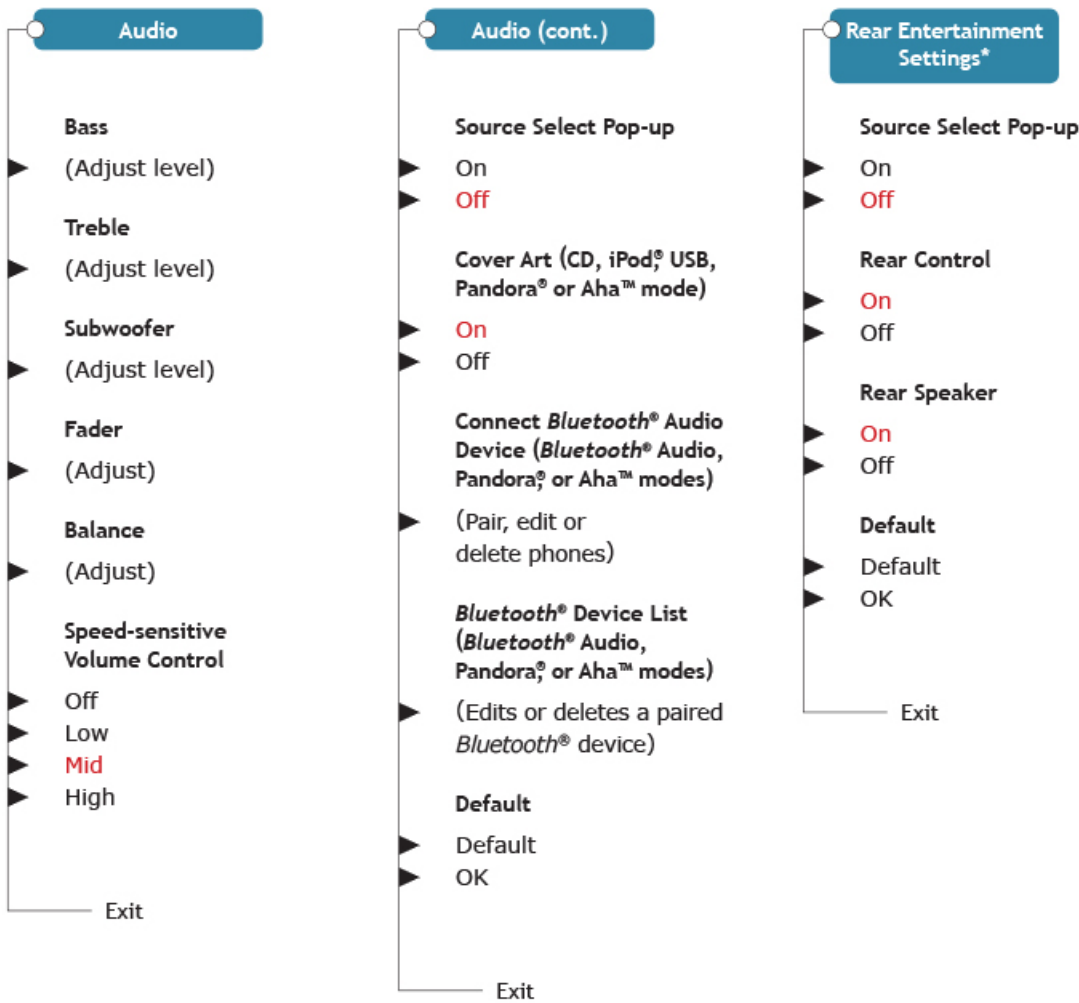 Audio
Bass
(Adjust level)
Treble
(Adjust level)
Subwoofer
(Adjust level)
Fader
(Adjust)
Balance
(Adjust)
Speed-sensitive
Volume Control
Off
Low
Mid
High
Exit
Audio (cont.)
Source Select Pop-up
On
Off
Cover Art (CD, iPod®, USB,
Pandora® or Aha™ mode)
On
Off
Connect Bluetooth® Audio
Device (Bluetooth® Audio,
Pandora®, or Aha™ modes)
(Pair, edit or
delete phones)
Bluetooth® Device List
(Bluetooth® Audio,
Pandora®, or Aha™ modes)
(Edits or deletes a paired
Bluetooth® device)
Default
Default
OK
Exit
Rear Entertainment
Settings*
Source Select Pop-up
On
Off
Rear Control
On
Off
Rear Speaker
On
Off
Default
Default
OK
Exit